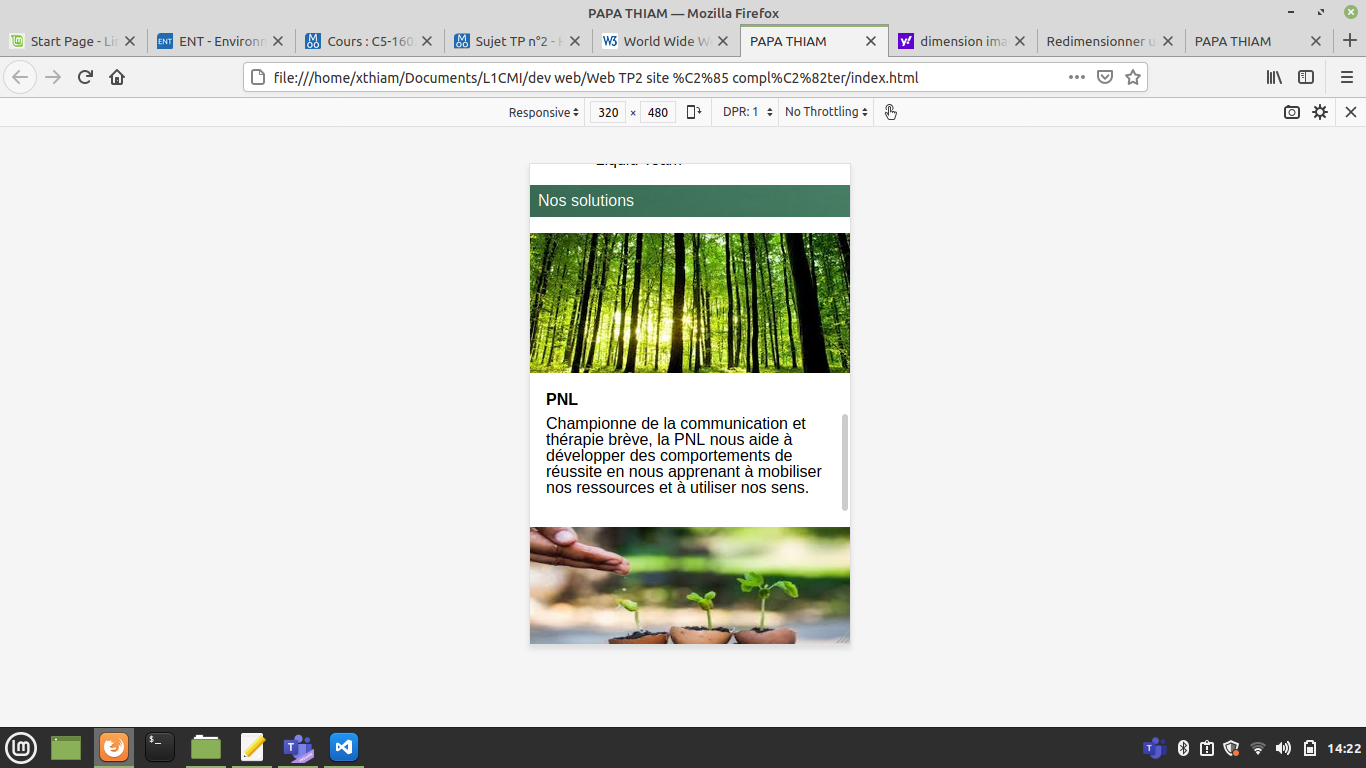 PAPA THIAM — Mozilla Firefox
Start Page - Li
ENT - Environn
Cours : C5-160
Sujet TP n°2 -
World Wide W
PAPA THIAM
dimension ima
Redimensionner u
PAPA THIAM
file:///home/xthiam/Documents/L1CMI/dev web/Web TP2 site %C2%85 compl%C2%82ter/index.html
Responsive 320 × 480 DPR: 1 No Throttling
Nos solutions
PNL
Championne de la communication et
thérapie brève, la PNL nous aide à
développer des comportements de
réussite en nous apprenant à mobiliser
nos ressources et à utiliser nos sens.
14:22